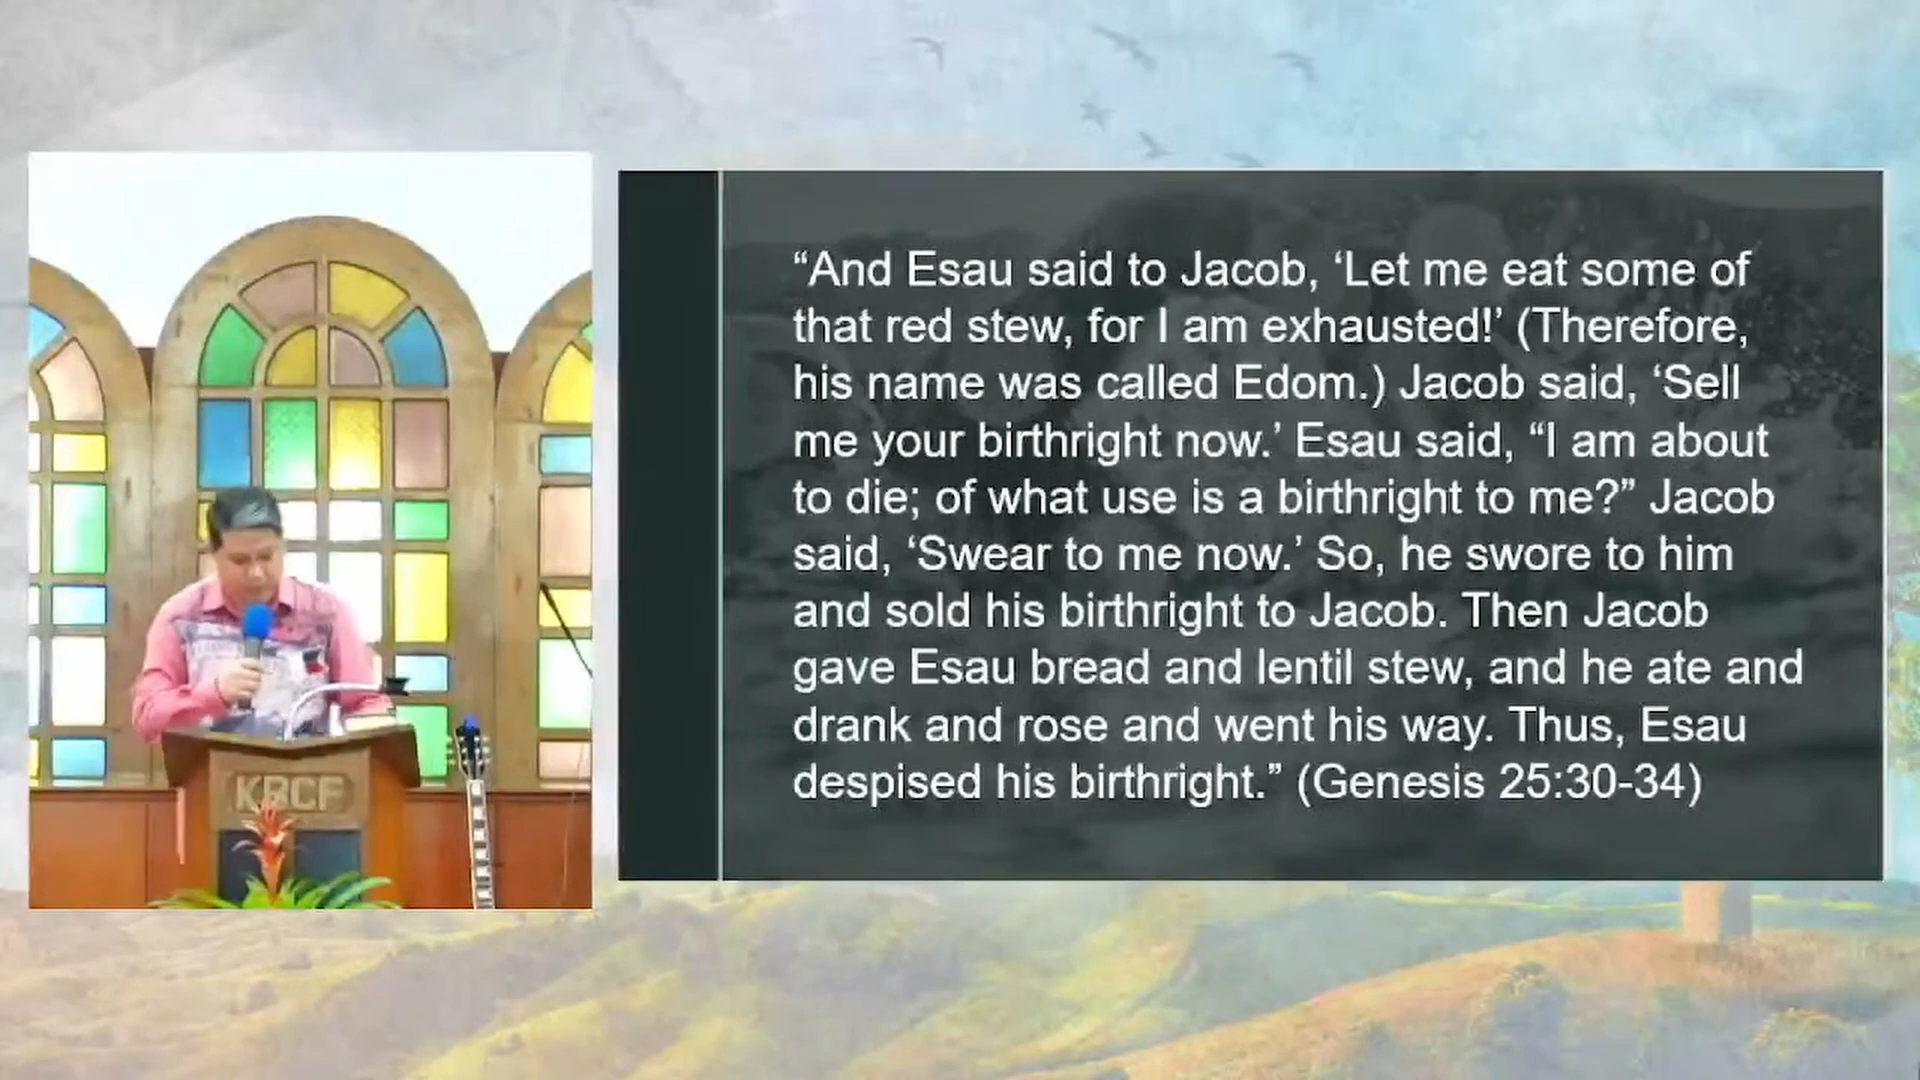 “And Esau said to Jacob, ‘Let me eat some of
that red stew, for I am exhausted!’ (Therefore,
his name was called Edom.) Jacob said, ‘Sell
me your birthright now.’ Esau said, “I am about
to die; of what use is a birthright to me?” Jacob
said, ‘Swear to me now.’ So, he swore to him
and sold his birthright to Jacob. Then Jacob
gave Esau bread and lentil stew, and he ate and
drank and rose and went his way. Thus, Esau
despised his birthright.” (Genesis 25:30-34)
KBCF